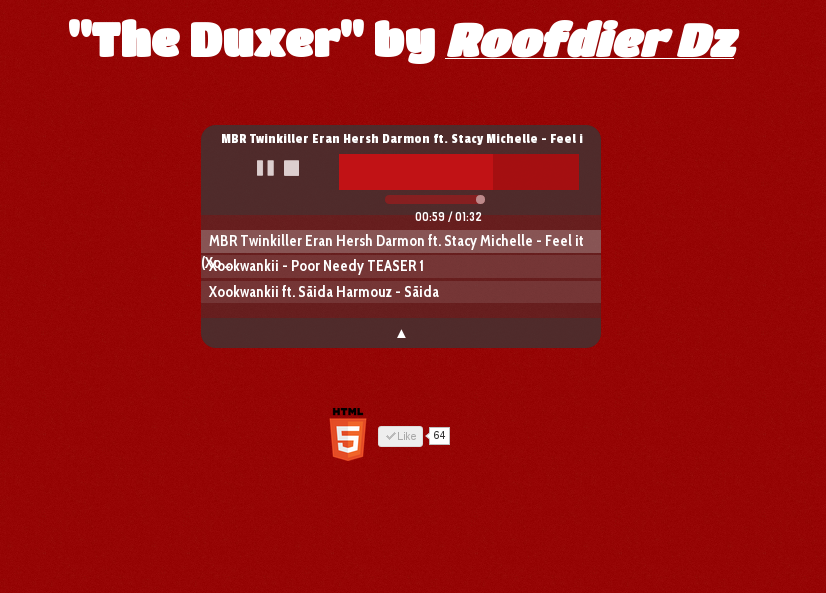 "The Duxer" by Roofdier Dz
MBR Twinkiller Eran Hersh Darmon ft. Stacy Michelle - Feel i
00:59 / 01:32
MBR Twinkiller Eran Hersh Darmon ft. Stacy Michelle - Feel it
(Xo...
Xookwankii - Poor Needy TEASER 1
Xookwankii ft. Sāida Harmouz - Sāida
HTML
5
Like
64